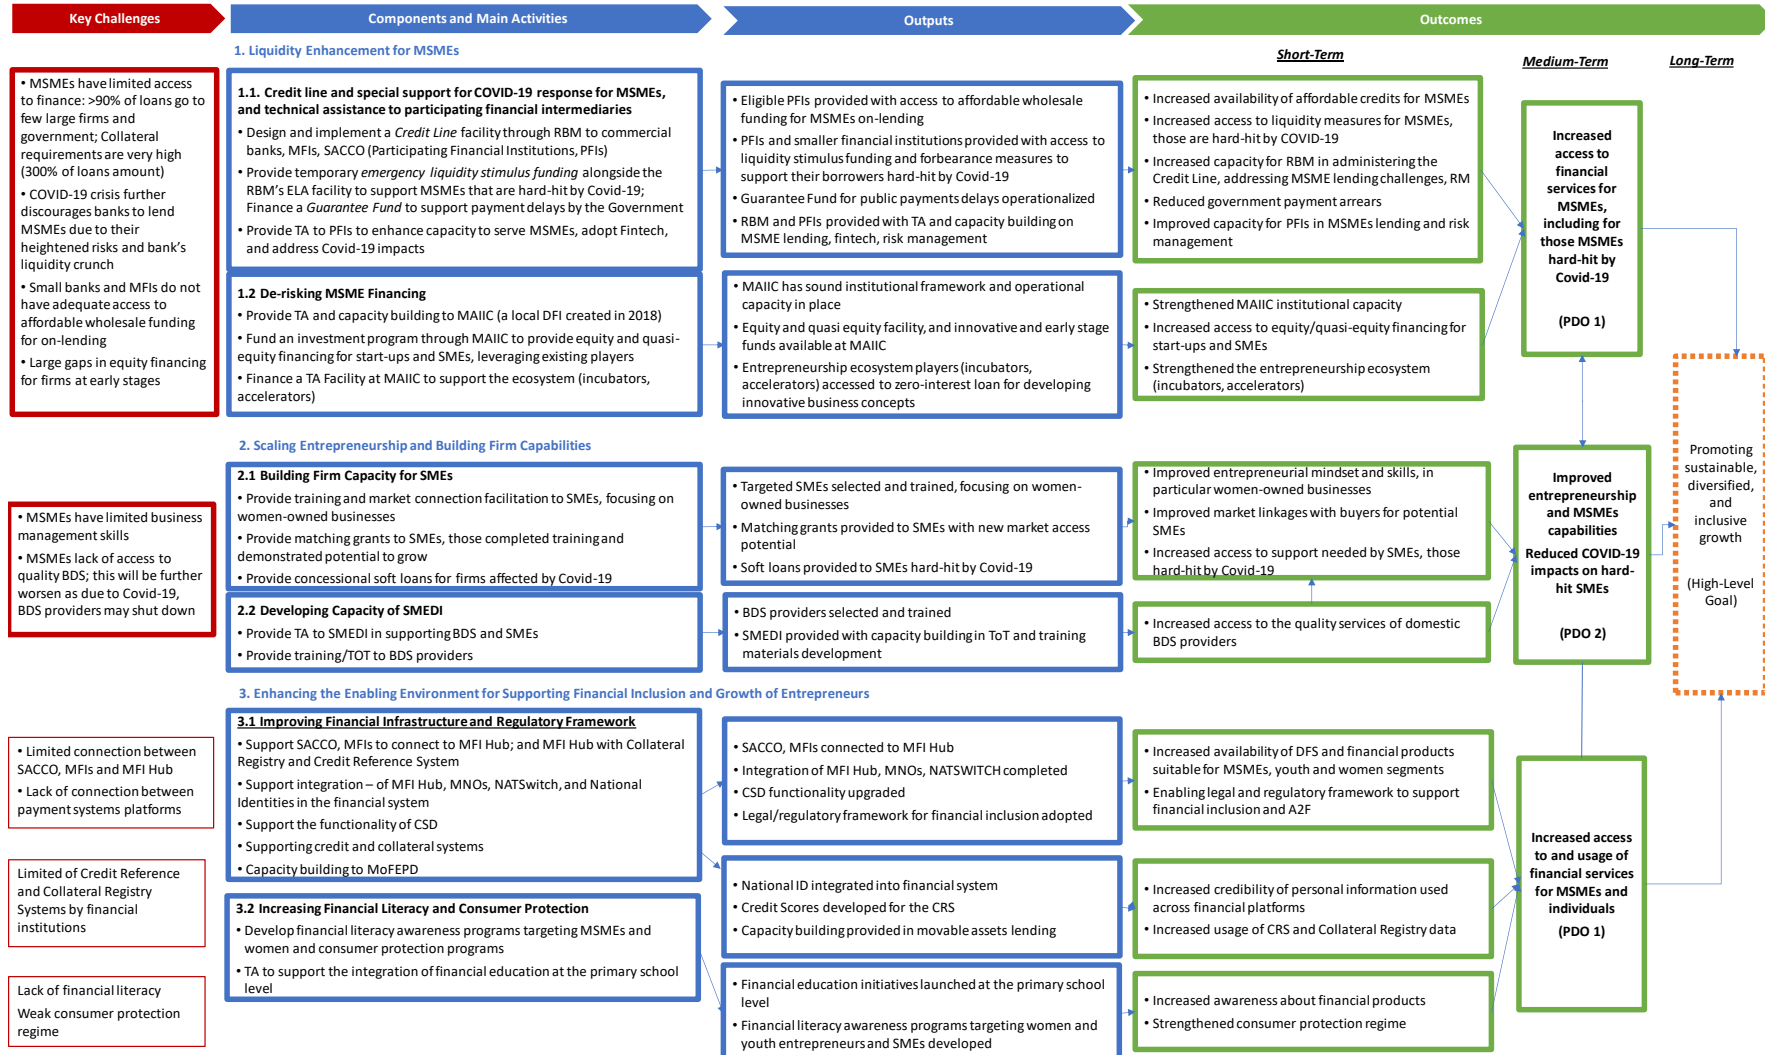 Key Challenges
Components and Main Activities
Outputs
Outcomes
1. Liquidity Enhancement for MSMEs
Short-Term
Medium-Term
Long-Term
• MSMEs have limited access
to finance: >90% of loans go to
few large firms and
government; Collateral
requirements are very high
(300% of loans amount)
• COVID-19 crisis further
discourages banks to lend
MSMEs due to their
heightened risks and bank's
liquidity crunch
• Small banks and MFIs do not
have adequate access to
affordable wholesale funding
for on-lending
• Large gaps in equity financing
for firms at early stages
1.1. Credit line and special support for COVID-19 response for MSMEs,
and technical assistance to participating financial intermediaries
• Design and implement a Credit Line facility through RBM to commercial
banks, MFIs, SACCO (Participating Financial Institutions, PFIs)
• Provide temporary emergency liquidity stimulus funding alongside the
RBM's ELA facility to support MSMEs that are hard-hit by Covid-19;
Finance a Guarantee Fund to support payment delays by the Government
• Provide TA to PFIs to enhance capacity to serve MSMEs, adopt Fintech,
and address Covid-19 impacts
• Eligible PFIs provided with access to affordable wholesale
funding for MSMEs on-lending
• PFIs and smaller financial institutions provided with access to
liquidity stimulus funding and forbearance measures to
support their borrowers hard-hit by Covid-19
• Guarantee Fund for public payments delays operationalized
• RBM and PFIs provided with TA and capacity building on
MSME lending, fintech, risk management
• Increased availability of affordable credits for MSMEs
• Increased access to liquidity measures for MSMEs,
those are hard-hit by COVID-19
• Increased capacity for RBM in administering the
Credit Line, addressing MSME lending challenges, RM
• Reduced government payment arrears
• Improved capacity for PFIs in MSMEs lending and risk
management
Increased
access to
financial
services for
MSMEs,
including for
those MSMEs
hard-hit by
Covid-19
(PDO 1)
1.2 De-risking MSME Financing
• Provide TA and capacity building to MAIIC (a local DFI created in 2018)
• Fund an investment program through MAIIC to provide equity and quasi-
equity financing for start-ups and SMEs, leveraging existing players
• Finance a TA Facility at MAIIC to support the ecosystem (incubators,
accelerators)
• MAIIC has sound institutional framework and operational
capacity in place
• Equity and quasi equity facility, and innovative and early stage
funds available at MAIIC
• Entrepreneurship ecosystem players (incubators,
accelerators) accessed to zero-interest loan for developing
innovative business concepts
• Strengthened MAIIC institutional capacity
• Increased access to equity/quasi-equity financing for
start-ups and SMEs
• Strengthened the entrepreneurship ecosystem
(incubators, accelerators)
2. Scaling Entrepreneurship and Building Firm Capabilities
• MSMEs have limited business
management skills
• MSMEs lack of access to
quality BDS; this will be further
worsen as due to Covid-19,
BDS providers may shut down
2.1 Building Firm Capacity for SMEs
• Provide training and market connection facilitation to SMEs, focusing on
women-owned businesses
• Provide matching grants to SMEs, those completed training and
demonstrated potential to grow
• Provide concessional soft loans for firms affected by Covid-19
• Targeted SMEs selected and trained, focusing on women-
owned businesses
• Matching grants provided to SMEs with new market access
potential
• Soft loans provided to SMEs hard-hit by Covid-19
• Improved entrepreneurial mindset and skills, in
particular women-owned businesses
• Improved market linkages with buyers for potential
SMEs
• Increased access to support needed by SMEs, those
hard-hit by Covid-19
Improved
entrepreneurship
and MSMEs
capabilities
Reduced COVID-19
impacts on hard-
hit SMEs
(PDO 2)
Promoting
sustainable,
diversified,
and
inclusive
growth
(High-Level
Goal)
2.2 Developing Capacity of SMEDI
• Provide TA to SMEDI in supporting BDS and SMEs
• Provide training/TOT to BDS providers
• BDS providers selected and trained
• SMEDI provided with capacity building in ToT and training
materials development
• Increased access to the quality services of domestic
BDS providers
3. Enhancing the Enabling Environment for Supporting Financial Inclusion and Growth of Entrepreneurs
• Limited connection between
SACCO, MFIs and MFI Hub
• Lack of connection between
payment systems platforms
Limited of Credit Reference
and Collateral Registry
Systems by financial
institutions
Lack of financial literacy
Weak consumer protection
regime
3.1 Improving Financial Infrastructure and Regulatory Framework
• Support SACCO, MFIs to connect to MFI Hub; and MFI Hub with Collateral
Registry and Credit Reference System
• Support integration – of MFI Hub, MNOs, NATSwitch, and National
Identities in the financial system
• Support the functionality of CSD
• Supporting credit and collateral systems
• Capacity building to MoFEPD
3.2 Increasing Financial Literacy and Consumer Protection
• Develop financial literacy awareness programs targeting MSMEs and
women and consumer protection programs
• TA to support the integration of financial education at the primary school
level
• SACCO, MFIs connected to MFI Hub
• Integration of MFI Hub, MNOs, NATSWITCH completed
• CSD functionality upgraded
• Legal/regulatory framework for financial inclusion adopted
• National ID integrated into financial system
• Credit Scores developed for the CRS
• Capacity building provided in movable assets lending
• Financial education initiatives launched at the primary school
level
• Financial literacy awareness programs targeting women and
youth entrepreneurs and SMEs developed
• Increased availability of DFS and financial products
suitable for MSMEs, youth and women segments
• Enabling legal and regulatory framework to support
financial inclusion and A2F
• Increased credibility of personal information used
across financial platforms
• Increased usage of CRS and Collateral Registry data
• Increased awareness about financial products
• Strengthened consumer protection regime
Increased access
to and usage of
financial services
for MSMEs and
individuals
(PDO 1)